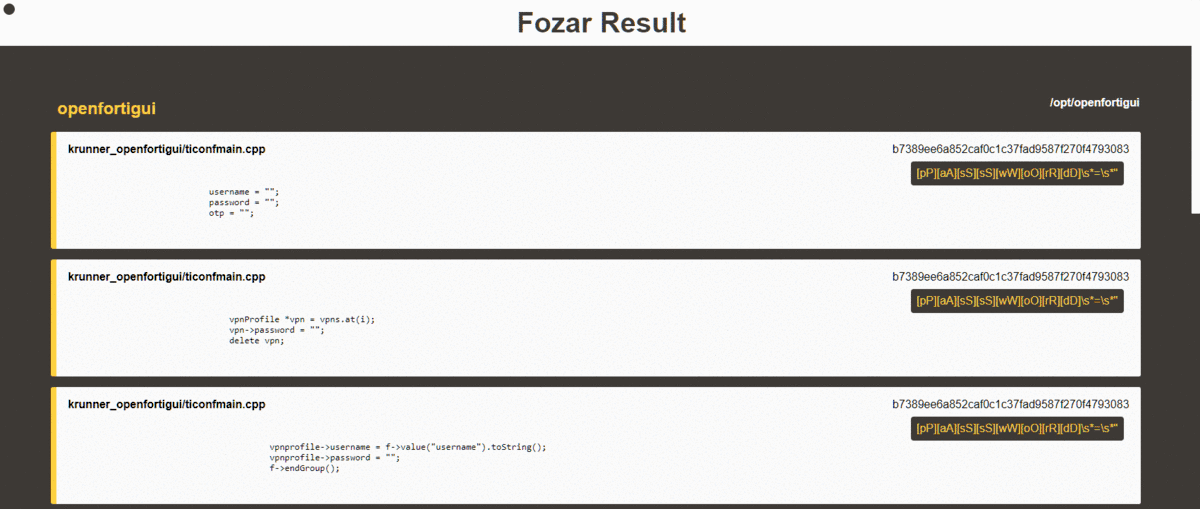 Fozar Result
openfortigui
/opt/openfortigui
krunner_openfortigui/ticonfmain.cpp
b7389ee6a852caf0c1c37fad9587f270f4793083
[pP][aA][sS][sS][wW][oO][rR][dD]\s*=\s*"
username = "";
password = "";
otp = "";
krunner_openfortigui/ticonfmain.cpp
b7389ee6a852caf0c1c37fad9587f270f4793083
[pP][aA][sS][sS][wW][oO][rR][dD]\s*=\s*"
vpnProfile *vpn = vpns.at(i);
vpn->password = "";
delete vpn;
krunner_openfortigui/ticonfmain.cpp
b7389ee6a852caf0c1c37fad9587f270f4793083
[pP][aA][sS][sS][wW][oO][rR][dD]\s*=\s*"
vpnprofile->username = f->value("username").toString();
vpnprofile->password = "";
f->endGroup();